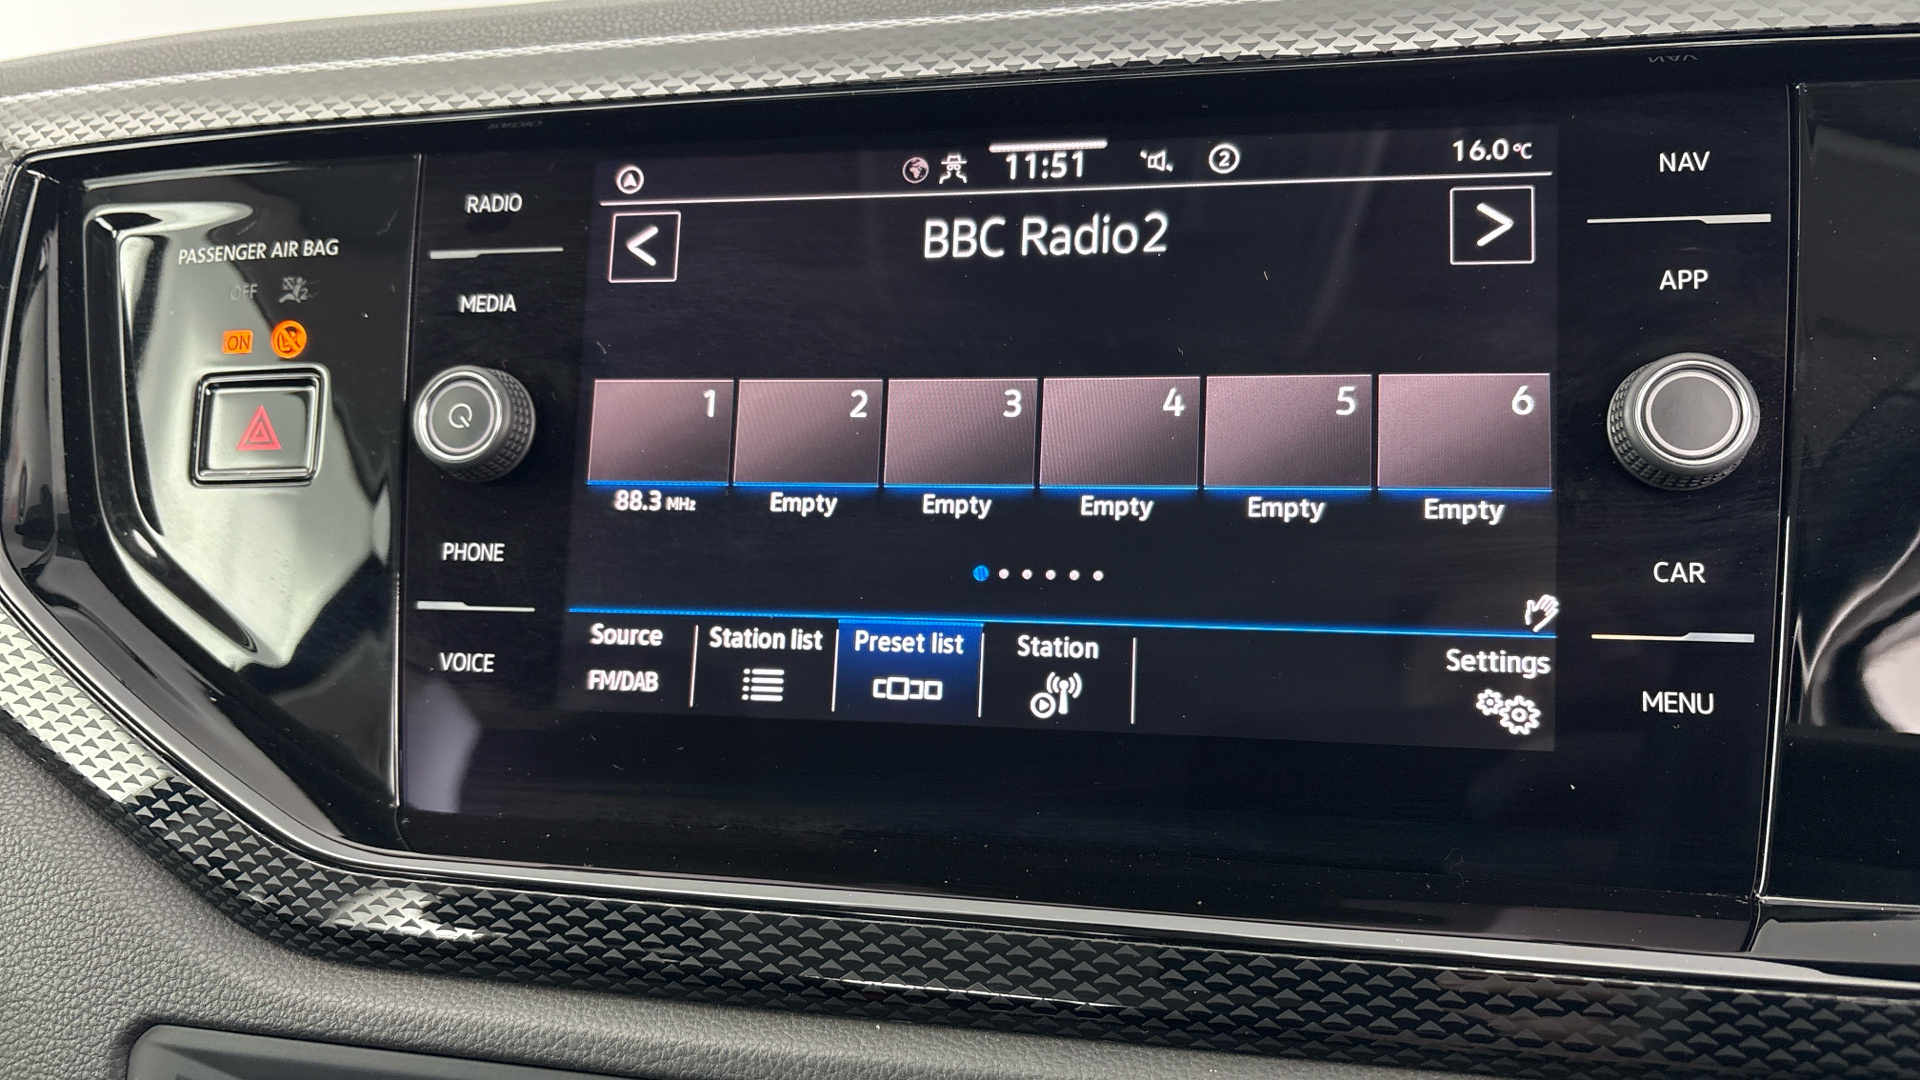 PASSENGER AIR BAG
OFF
ON
RADIO
MEDIA
PHONE
VOICE
11:51
2
16.0°C
<
BBC Radio2
>
1 2 3 4 5 6
88.3 MHz Empty Empty Empty Empty Empty
Source Station list Preset list Station Settings
FM/DAB
NAV
APP
CAR
MENU